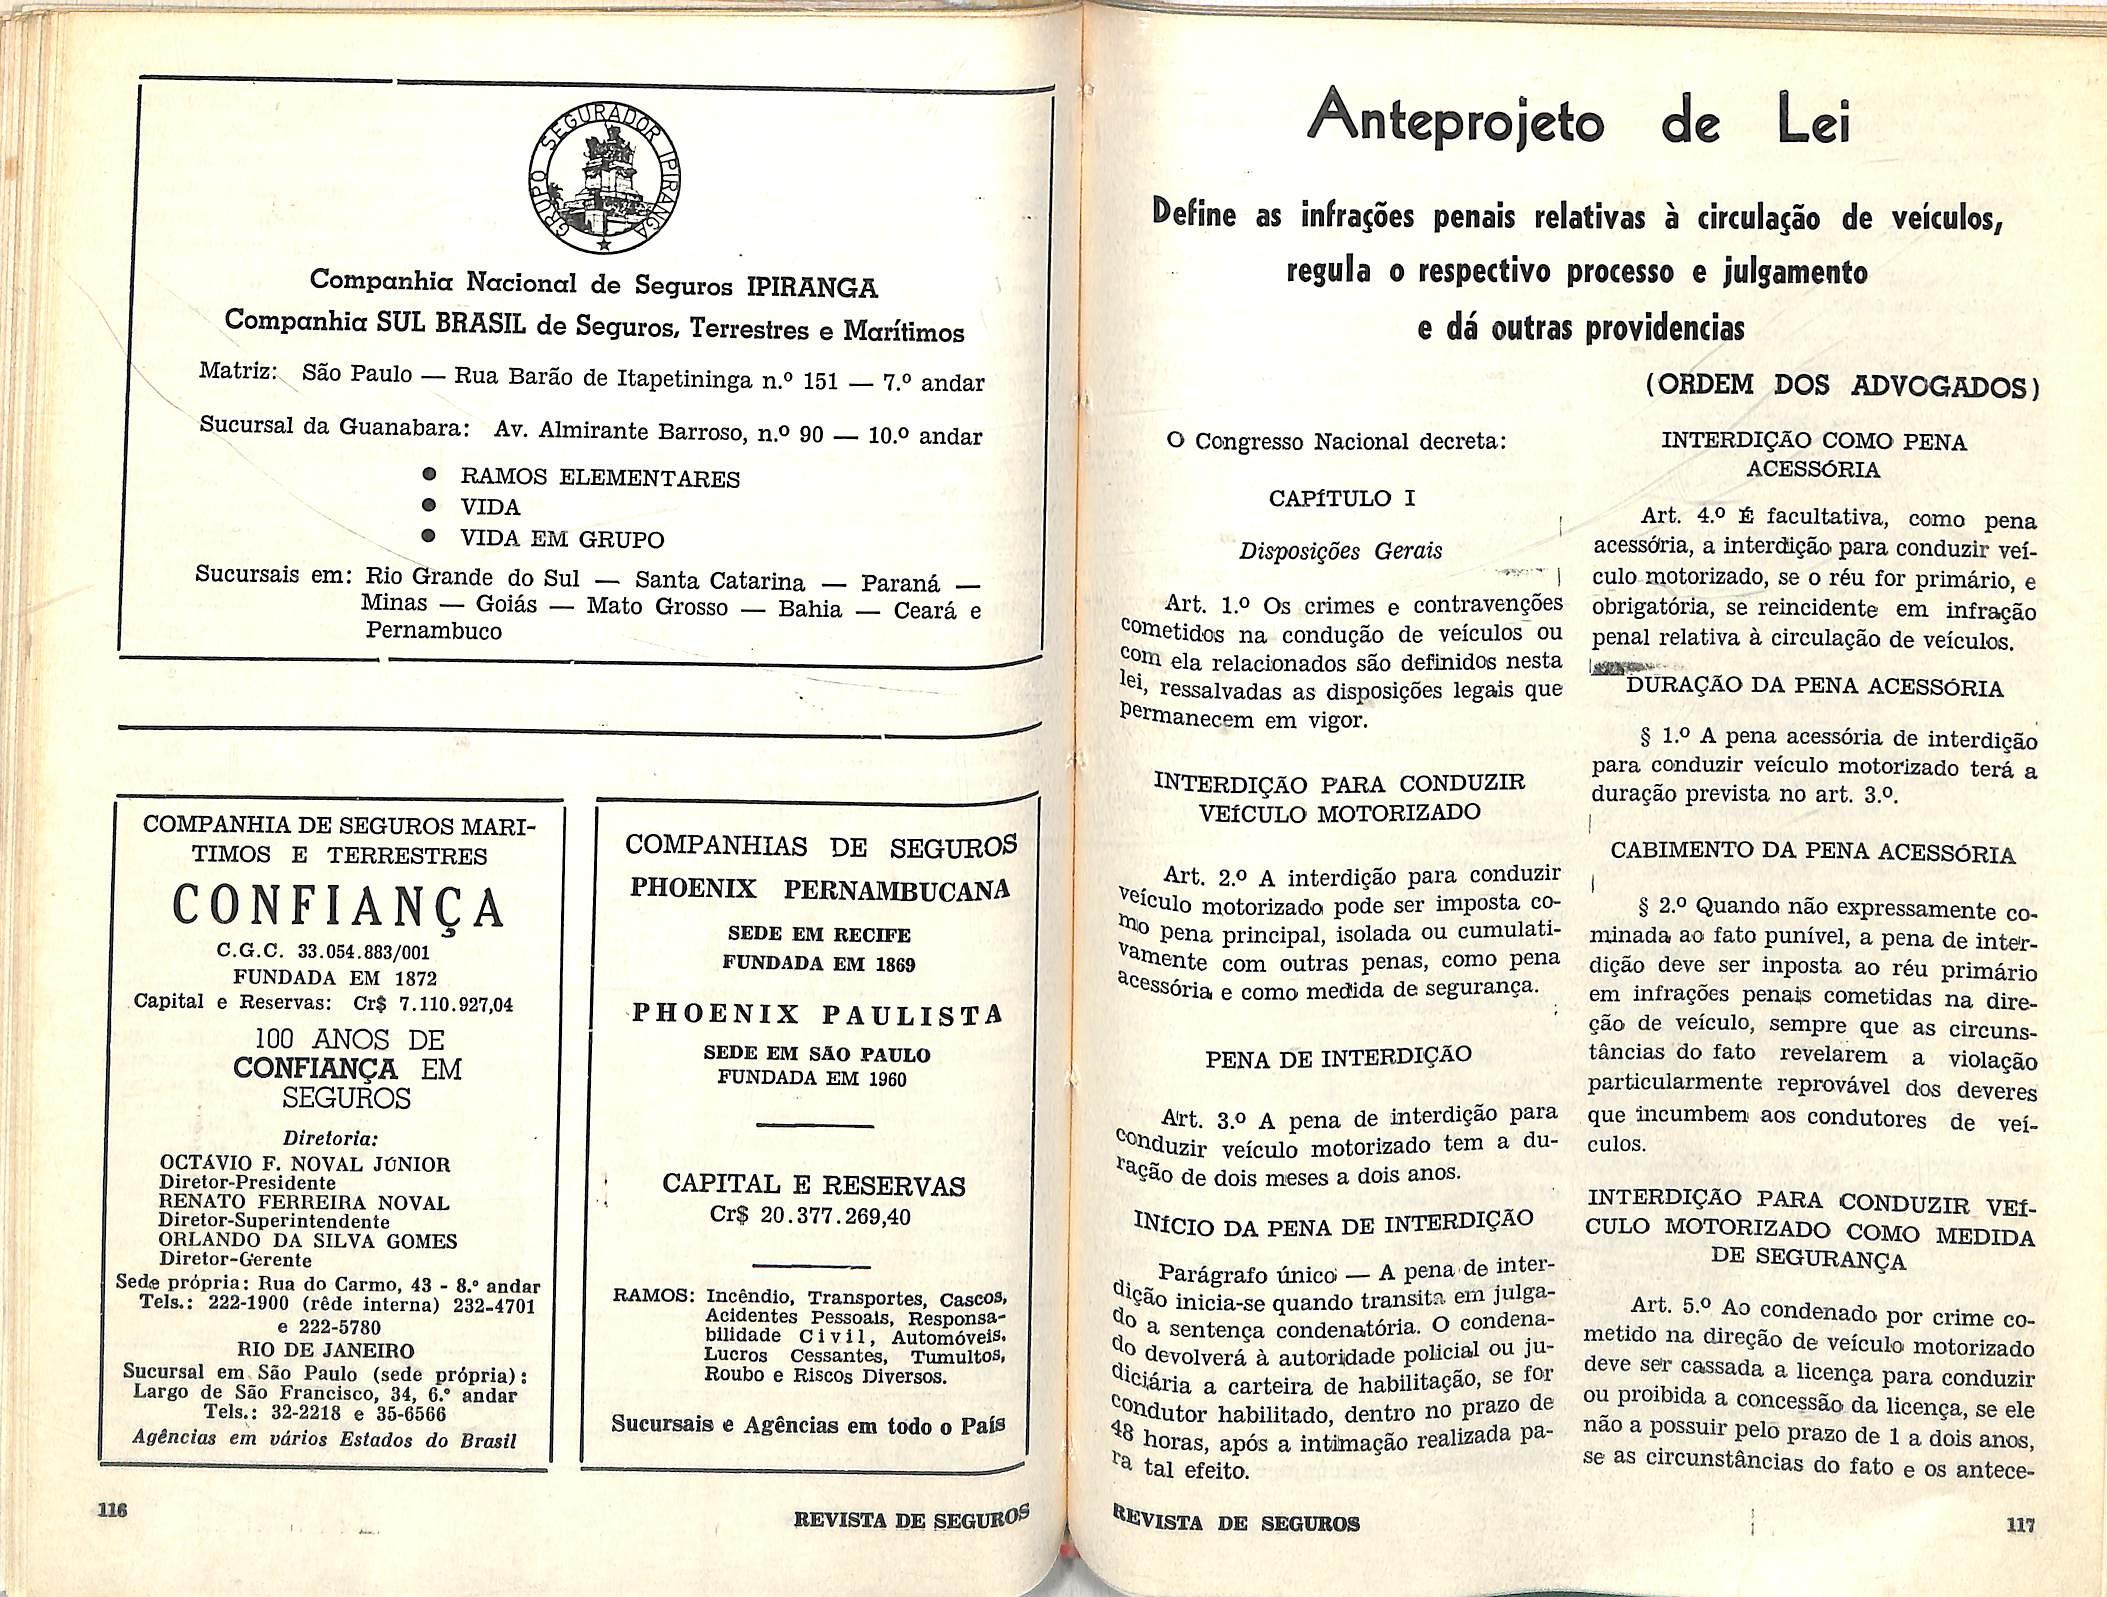 GRUPO SEGURADOR IPIRANGA
Companhia Nacional de Seguros IPIRANGA
Companhia SUL BRASIL de Seguros, Terrestres e Marítimos
Matriz: São Paulo — Rua Barão de Itapetininga n.º 151 — 7.º andar
Sucursal da Guanabara: Av. Almirante Barroso, n.º 90 — 10.º andar
● RAMOS ELEMENTARES
● VIDA
● VIDA EM GRUPO
Sucursais em: Rio Grande do Sul — Santa Catarina — Paraná —
Minas — Goiás — Mato Grosso — Bahia — Ceará e
Pernambuco
COMPANHIA DE SEGUROS MARI-
TIMOS E TERRESTRES
CONFIANÇA
C.G.C. 33.054.883/001
FUNDADA EM 1872
Capital e Reservas: Cr$ 7.110.927,04
100 ANOS DE
CONFIANÇA EM
SEGUROS
Diretoria:
OCTÁVIO F. NOVAL JÚNIOR
Diretor-Presidente
RENATO FERREIRA NOVAL
Diretor-Superintendente
ORLANDO DA SILVA GOMES
Diretor-Gerente
Sede própria: Rua do Carmo, 43 - 8.º andar
Tels.: 222-1900 (rêde interna) 232-4701
e 222-5780
RIO DE JANEIRO
Sucursal em São Paulo (sede própria):
Largo de São Francisco, 34, 6.º andar
Tels.: 32-2218 e 35-6566
Agências em vários Estados do Brasil
COMPANHIAS DE SEGUROS
PHOENIX PERNAMBUCANA
SEDE EM RECIFE
FUNDADA EM 1869
PHOENIX PAULISTA
SEDE EM SÃO PAULO
FUNDADA EM 1960
CAPITAL E RESERVAS
Cr$ 20.377.269,40
RAMOS: Incêndio, Transportes, Cascos,
Acidentes Pessoais, Responsa-
bilidade Civil, Automóveis.
Lucros Cessantes, Tumultos,
Roubo e Riscos Diversos.
Sucursais e Agências em todo o País
116
REVISTA DE SEGUROS
Anteprojeto de Lei
Define as infrações penais relativas à circulação de veículos,
regula o respectivo processo e julgamento
e dá outras providencias
(ORDEM DOS ADVOGADOS)
O Congresso Nacional decreta:
CAPÍTULO I
Disposições Gerais
Art. 1.º Os crimes e contravenções
cometidos na condução de veículos ou
com ela relacionados são definidos nesta
lei, ressalvadas as disposições legais que
permanecem em vigor.
INTERDIÇÃO PARA CONDUZIR
VEÍCULO MOTORIZADO
Art. 2.º A interdição para conduzir
veículo motorizado pode ser imposta co-
mo pena principal, isolada ou cumulati-
vamente com outras penas, como pena
acessória e como medida de segurança.
PENA DE INTERDIÇÃO
Art. 3.º A pena de interdição para
conduzir veículo motorizado tem a du-
ração de dois meses a dois anos.
INÍCIO DA PENA DE INTERDIÇÃO
Parágrafo único — A pena de inter-
dição inicia-se quando transita em julga-
do a sentença condenatória. O condena-
do devolverá à autoridade policial ou ju-
diciária a carteira de habilitação, se for
condutor habilitado, dentro no prazo de
48 horas, após a intimação realizada pa-
ra tal efeito.
INTERDIÇÃO COMO PENA
ACESSÓRIA
Art. 4.º É facultativa, como pena
acessória, a interdição para conduzir veí-
culo motorizado, se o réu for primário, e
obrigatória, se reincidente em infração
penal relativa à circulação de veículos.
DURAÇÃO DA PENA ACESSÓRIA
§ 1.º A pena acessória de interdição
para conduzir veículo motorizado terá a
duração prevista no art. 3.º.
CABIMENTO DA PENA ACESSÓRIA
§ 2.º Quando não expressamente co-
minada ao fato punível, a pena de inter-
dição deve ser inposta ao réu primário
em infrações penais cometidas na dire-
ção de veículo, sempre que as circuns-
tâncias do fato revelarem a violação
particularmente reprovável dos deveres
que incumbem aos condutores de veí-
culos.
INTERDIÇÃO PARA CONDUZIR VEÍ-
CULO MOTORIZADO COMO MEDIDA
DE SEGURANÇA
Art. 5.º Ao condenado por crime co-
metido na direção de veículo motorizado
deve ser cassada a licença para conduzir
ou proibida a concessão da licença, se ele
não a possuir pelo prazo de 1 a dois anos,
se as circunstâncias do fato e os antece-
REVISTA DE SEGUROS
117